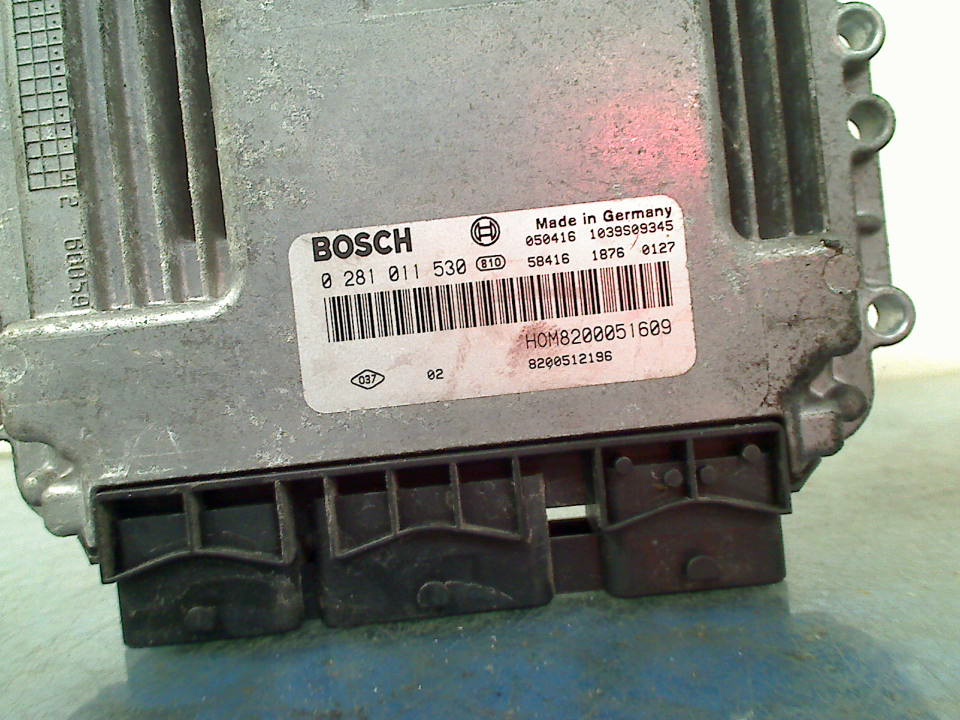 BOSCH
Made in Germany
050416 1039S09345
0 281 011 530 810 58416 1876 0127
HOM8200051609
037 02 8200512196
2
60059